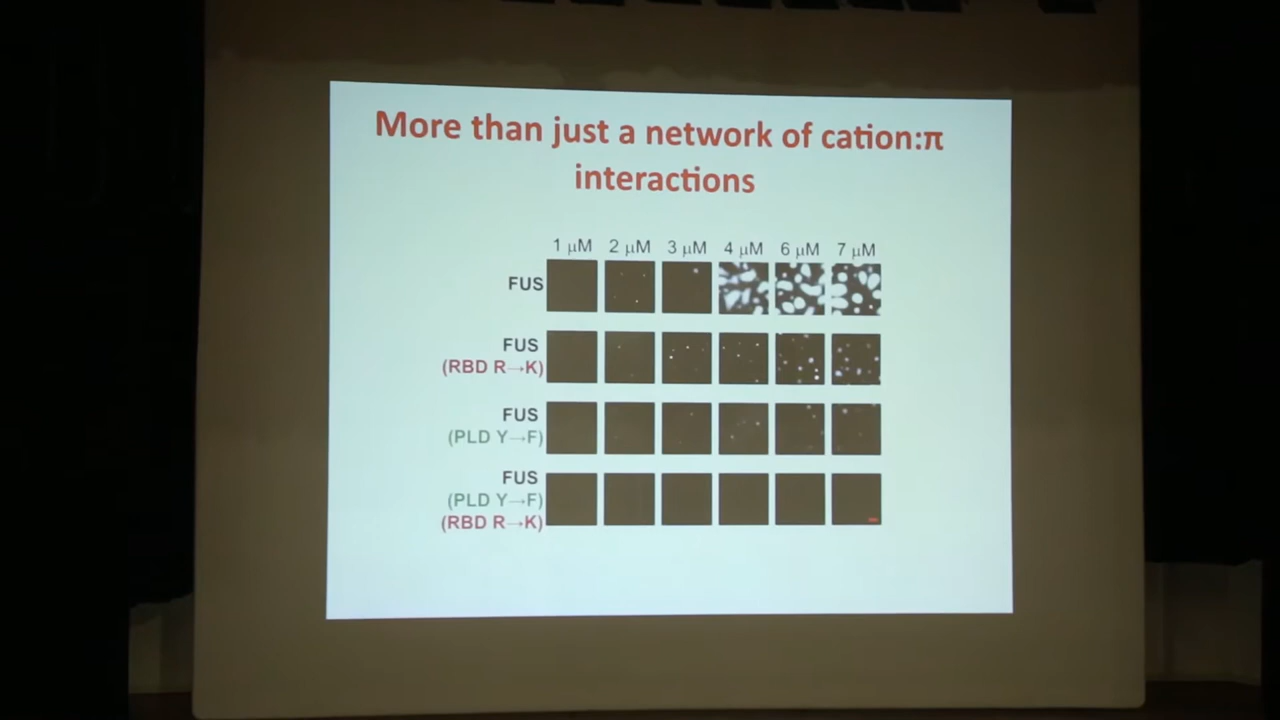 More than just a network of cation:π
interactions
1 μM 2 μM 3 μM 4 μM 6 μM 7 μM
FUS
FUS
(RBD R→K)
FUS
(PLD Y→F)
FUS
(PLD Y→F)
(RBD R→K)